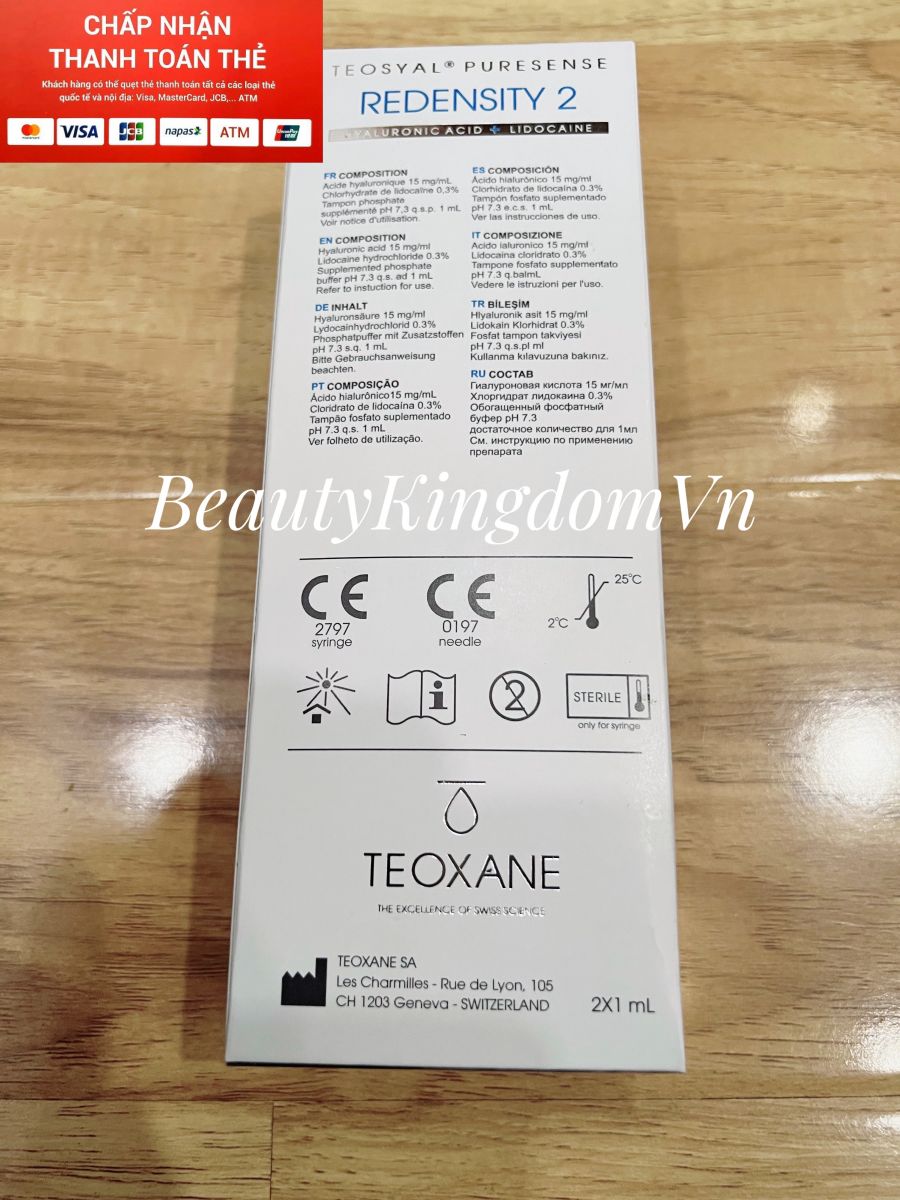 CHẤP NHẬN
THANH TOÁN THẺ
Khách hàng có thể quẹt thẻ thanh toán tất cả các loại thẻ
quốc tế và nội địa: Visa, MasterCard, JCB,... ATM
mastercard VISA JCB napas ATM UnionPay
TEOSYAL® PURESENSE
REDENSITY 2
HYALURONIC ACID + LIDOCAINE
FR COMPOSITION
Acide hyaluronique 15 mg/mL
Chlorhydrate de lidocaïne 0,3%
Tampon phosphate
supplémenté pH 7,3 q.s.p. 1 mL
Voir notice d'utilisation.
EN COMPOSITION
Hyaluronic acid 15 mg/ml
Lidocaine hydrochloride 0.3%
Supplemented phosphate
buffer pH 7.3 q.s. ad 1 mL
Refer to instuction for use.
DE INHALT
Hyaluronsäure 15 mg/ml
Lydocainhydrochlorid 0.3%
Phosphatpuffer mit Zusatzstoffen
pH 7.3 s.q. 1 mL
Bitte Gebrauchsanweisung
beachten.
PT COMPOSIÇÃO
Ácido hialurônico15 mg/mL
Cloridrato de lidocaína 0.3%
Tampão fosfato suplementado
pH 7.3 q.s. 1 mL
Ver folheto de utilização.
ES COMPOSICIÓN
Ácido hialurônico 15 mg/ml
Clorhidrato de lidocaína 0.3%
Tampón fosfato suplementado
pH 7.3 e.c.s. 1 mL
Ver las instrucciones de uso.
IT COMPOSIZIONE
Acido ialuronico 15 mg/ml
Lidocaina cloridrato 0.3%
Tampone fosfato supplementato
pH 7.3 q.balmL
Vedere le istruzioni per l'uso.
TR BİLEŞİM
Hlyaluronik asit 15 mg/ml
Lidokain Klorhidrat 0.3%
Fosfat tampon takviyesi
pH 7.3 q.s.pl ml
Kullanma kılavuzuna bakınız.
RU СОСТАВ
Гиалуроновая кислота 15 мг/мл
Хлоргидрат лидокаина 0.3%
Обогащенный фосфатный
буфер pH 7.3
достаточное количество для 1мл
См. инструкцию по применению
препарата
BeautyKingdomVn
CE CE 25°C
2797 0197 2°C
syringe needle
i 2 STERILE
only for syringe
TEOXANE
THE EXCELLENCE OF SWISS SCIENCE
TEOXANE SA
Les Charmilles - Rue de Lyon, 105
CH 1203 Geneva - SWITZERLAND 2X1 mL